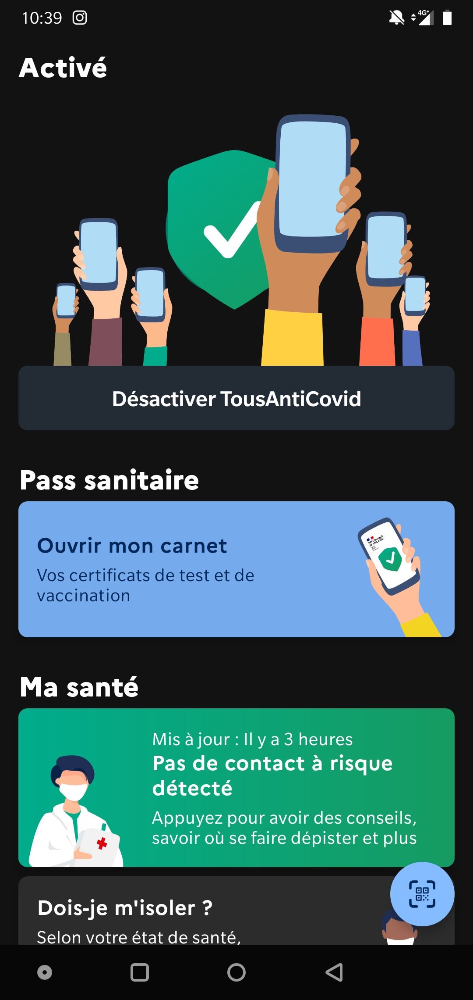 10:39
4G+
Activé
Désactiver TousAntiCovid
Pass sanitaire
Ouvrir mon carnet
Vos certificats de test et de
vaccination
RÉPUBLIQUE
FRANÇAISE
Ma santé
Mis à jour : Il y a 3 heures
Pas de contact à risque
détecté
Appuyez pour avoir des conseils,
savoir où se faire dépister et plus
Dois-je m'isoler ?
Selon votre état de santé,